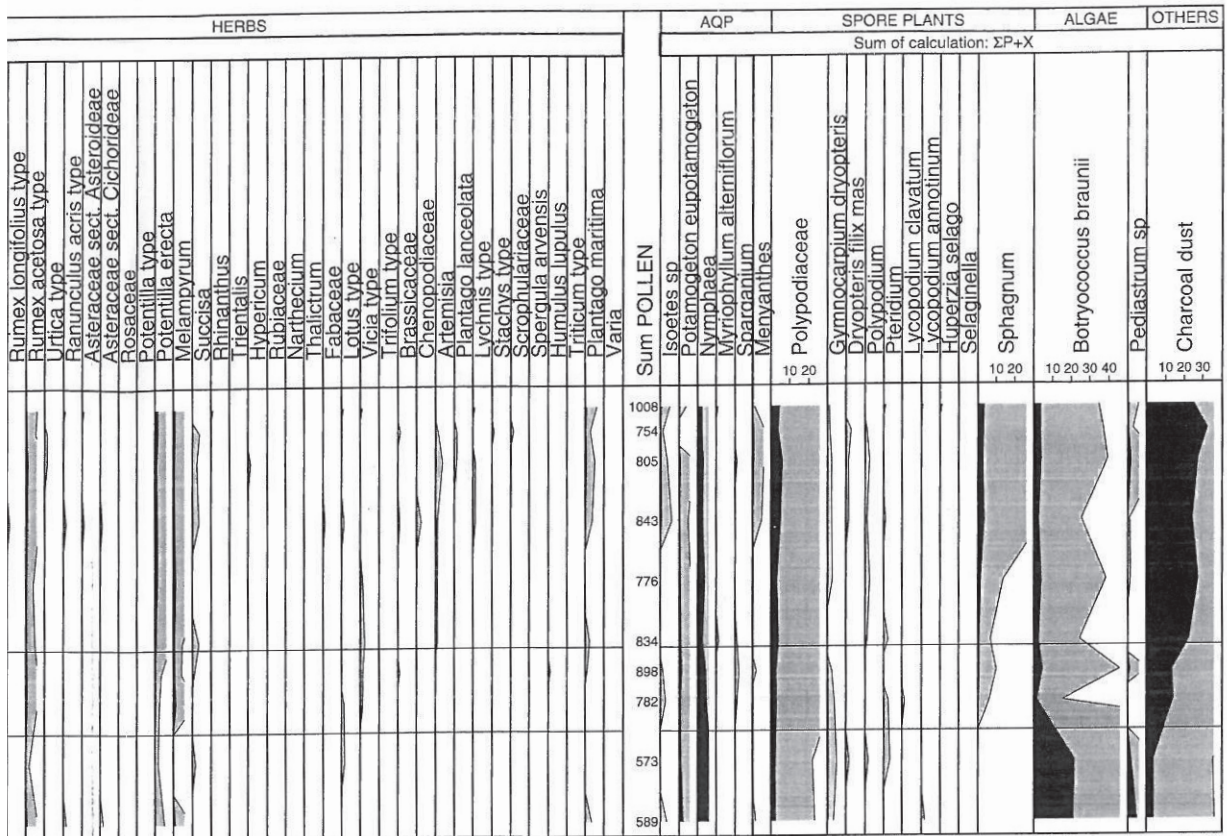 HERBS
AQP
SPORE PLANTS
ALGAE
OTHERS
Sum of calculation: ΣP+X
Rumex longifolius type
Rumex acetosa type
Urtica type
Ranunculus acris type
Asteraceae sect. Asteroideae
Asteraceae sect. Cichorideae
Rosaceae
Potentilla type
Potentilla erecta
Melampyrum
Succisa
Rhinanthus
Trientalis
Hypericum
Rubiaceae
Narthecium
Thalictrum
Fabaceae
Lotus type
Vicia type
Trifolium type
Brassicaceae
Chenopodiaceae
Artemisia
Plantago lanceolata
Lychnis type
Stachys type
Scrophulariaceae
Spergula arvensis
Humulus lupulus
Triticum type
Plantago maritima
Varia
Sum POLLEN
Isoetes sp
Potamogeton eupotamogeton
Nymphaea
Myriophyllum alterniflorum
Sparganium
Menyanthes
Polypodiaceae
Gymnocarpium dryopteris
Dryopteris filix mas
Polypodium
Pteridium
Lycopodium clavatum
Lycopodium annotinum
Huperzia selago
Selaginella
Sphagnum
Botryococcus braunii
Pediastrum sp
Charcoal dust
10 20
10 20
10 20 30 40
10 20 30
1008
754
805
843
776
834
898
782
573
589